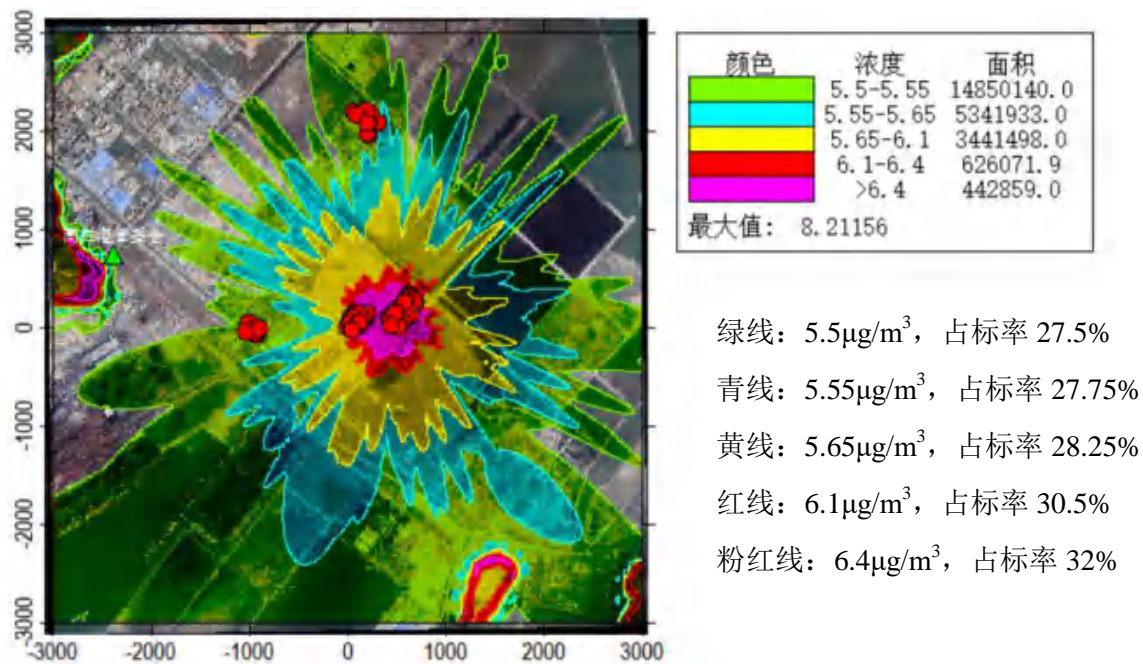 3000
2000
1000
0
-1000
-2000
-3000
-3000 -2000 -1000 0 1000 2000 3000
颜色 浓度 面积
5.5-5.55 14850140.0
5.55-5.65 5341933.0
5.65-6.1 3441498.0
6.1-6.4 626071.9
>6.4 442859.0
最大值: 8.21156
绿线：5.5μg/m³，占标率 27.5%
青线：5.55μg/m³，占标率 27.75%
黄线：5.65μg/m³，占标率 28.25%
红线：6.1μg/m³，占标率 30.5%
粉红线：6.4μg/m³，占标率 32%